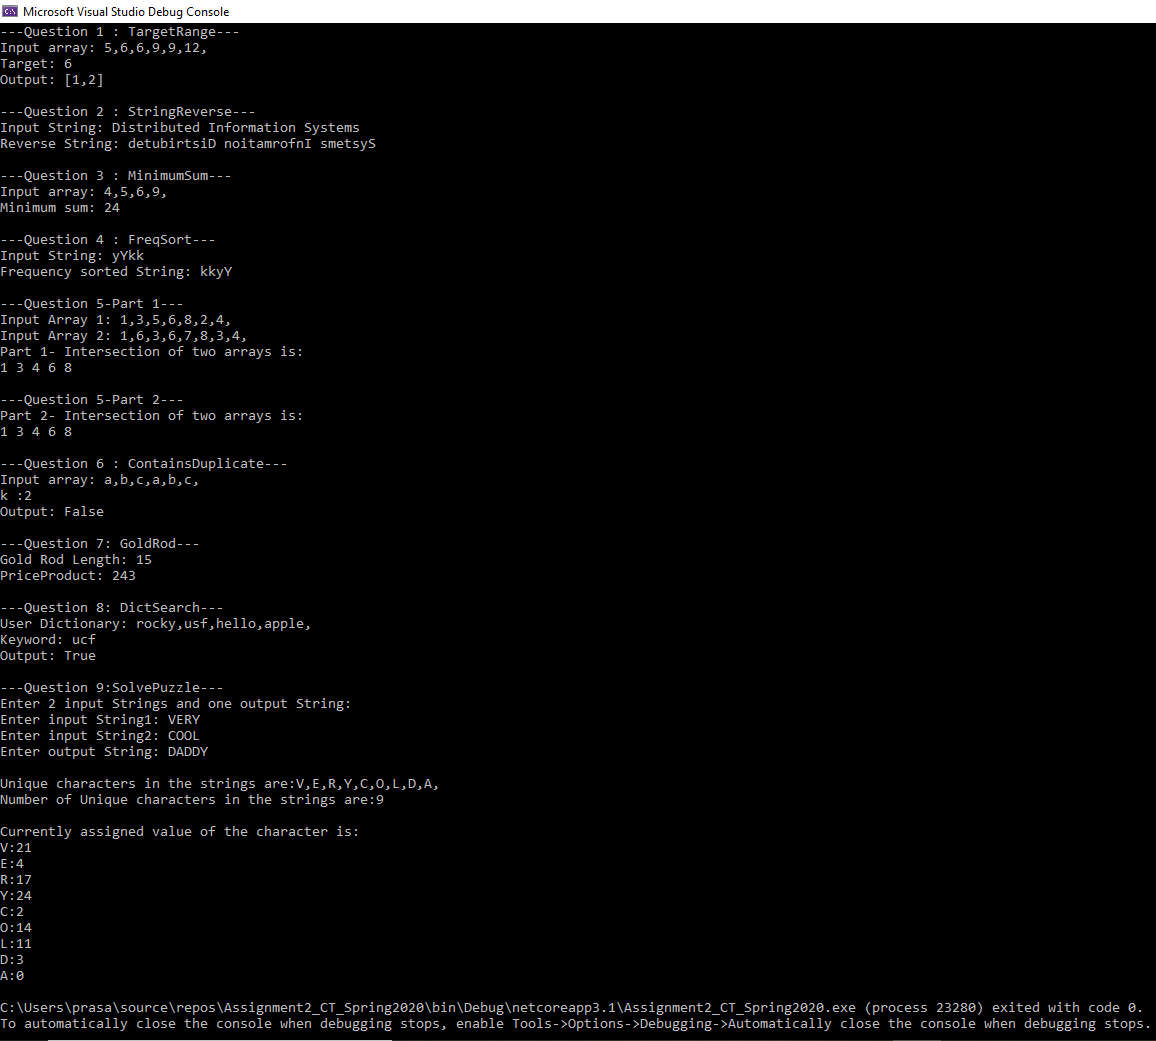 Microsoft Visual Studio Debug Console
---Question 1 : TargetRange---
Input array: 5,6,6,9,9,12,
Target: 6
Output: [1,2]
---Question 2 : StringReverse---
Input String: Distributed Information Systems
Reverse String: detubirtsiD noitamrofnI smetsyS
---Question 3 : MinimumSum---
Input array: 4,5,6,9,
Minimum sum: 24
---Question 4 : FreqSort---
Input String: yYkk
Frequency sorted String: kkyY
---Question 5-Part 1---
Input Array 1: 1,3,5,6,8,2,4,
Input Array 2: 1,6,3,6,7,8,3,4,
Part 1- Intersection of two arrays is:
1 3 4 6 8
---Question 5-Part 2---
Part 2- Intersection of two arrays is:
1 3 4 6 8
---Question 6 : ContainsDuplicate---
Input array: a,b,c,a,b,c,
k :2
Output: False
---Question 7: GoldRod---
Gold Rod Length: 15
PriceProduct: 243
---Question 8: DictSearch---
User Dictionary: rocky,usf,hello,apple,
Keyword: ucf
Output: True
---Question 9:SolvePuzzle---
Enter 2 input Strings and one output String:
Enter input String1: VERY
Enter input String2: COOL
Enter output String: DADDY
Unique characters in the strings are:V,E,R,Y,C,O,L,D,A,
Number of Unique characters in the strings are:9
Currently assigned value of the character is:
V:21
E:4
R:17
Y:24
C:2
O:14
L:11
D:3
A:0
C:\Users\prasa\source\repos\Assignment2_CT_Spring2020\bin\Debug\netcoreapp3.1\Assignment2_CT_Spring2020.exe (process 23280) exited with code 0.
To automatically close the console when debugging stops, enable Tools->Options->Debugging->Automatically close the console when debugging stops.